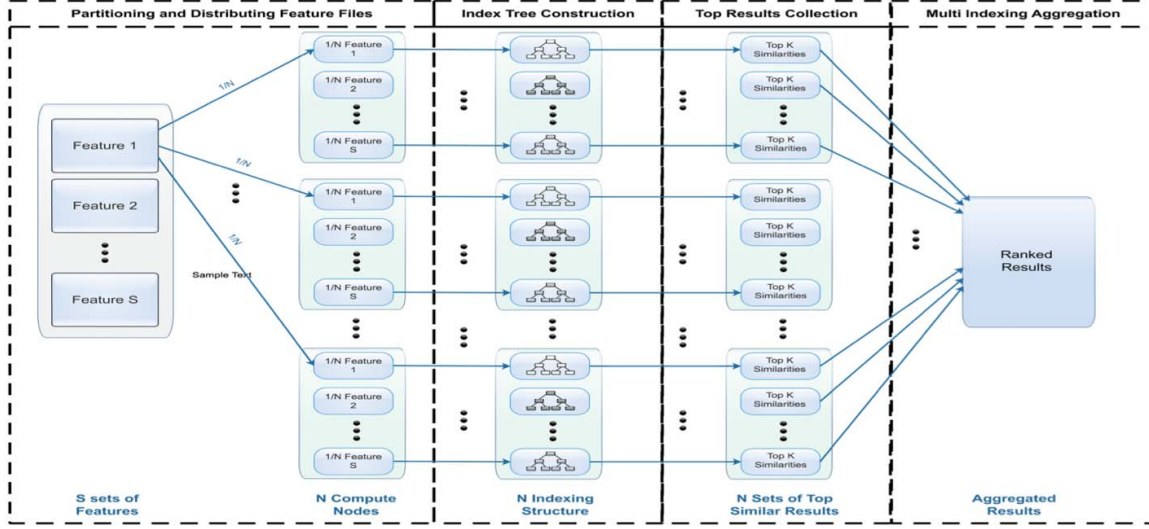 Partitioning and Distributing Feature Files
Index Tree Construction
Top Results Collection
Multi Indexing Aggregation
Feature 1
Feature 2
Feature S
1/N
1/N
1/N
Sample Text
1/N Feature
1
1/N Feature
2
1/N Feature
S
1/N Feature
1
1/N Feature
2
1/N Feature
S
1/N Feature
1
1/N Feature
2
1/N Feature
S
Top K
Similarities
Top K
Similarities
Top K
Similarities
Top K
Similarities
Top K
Similarities
Top K
Similarities
Top K
Similarities
Top K
Similarities
Top K
Similarities
Ranked
Results
S sets of
Features
N Compute
Nodes
N Indexing
Structure
N Sets of Top
Similar Results
Aggregated
Results